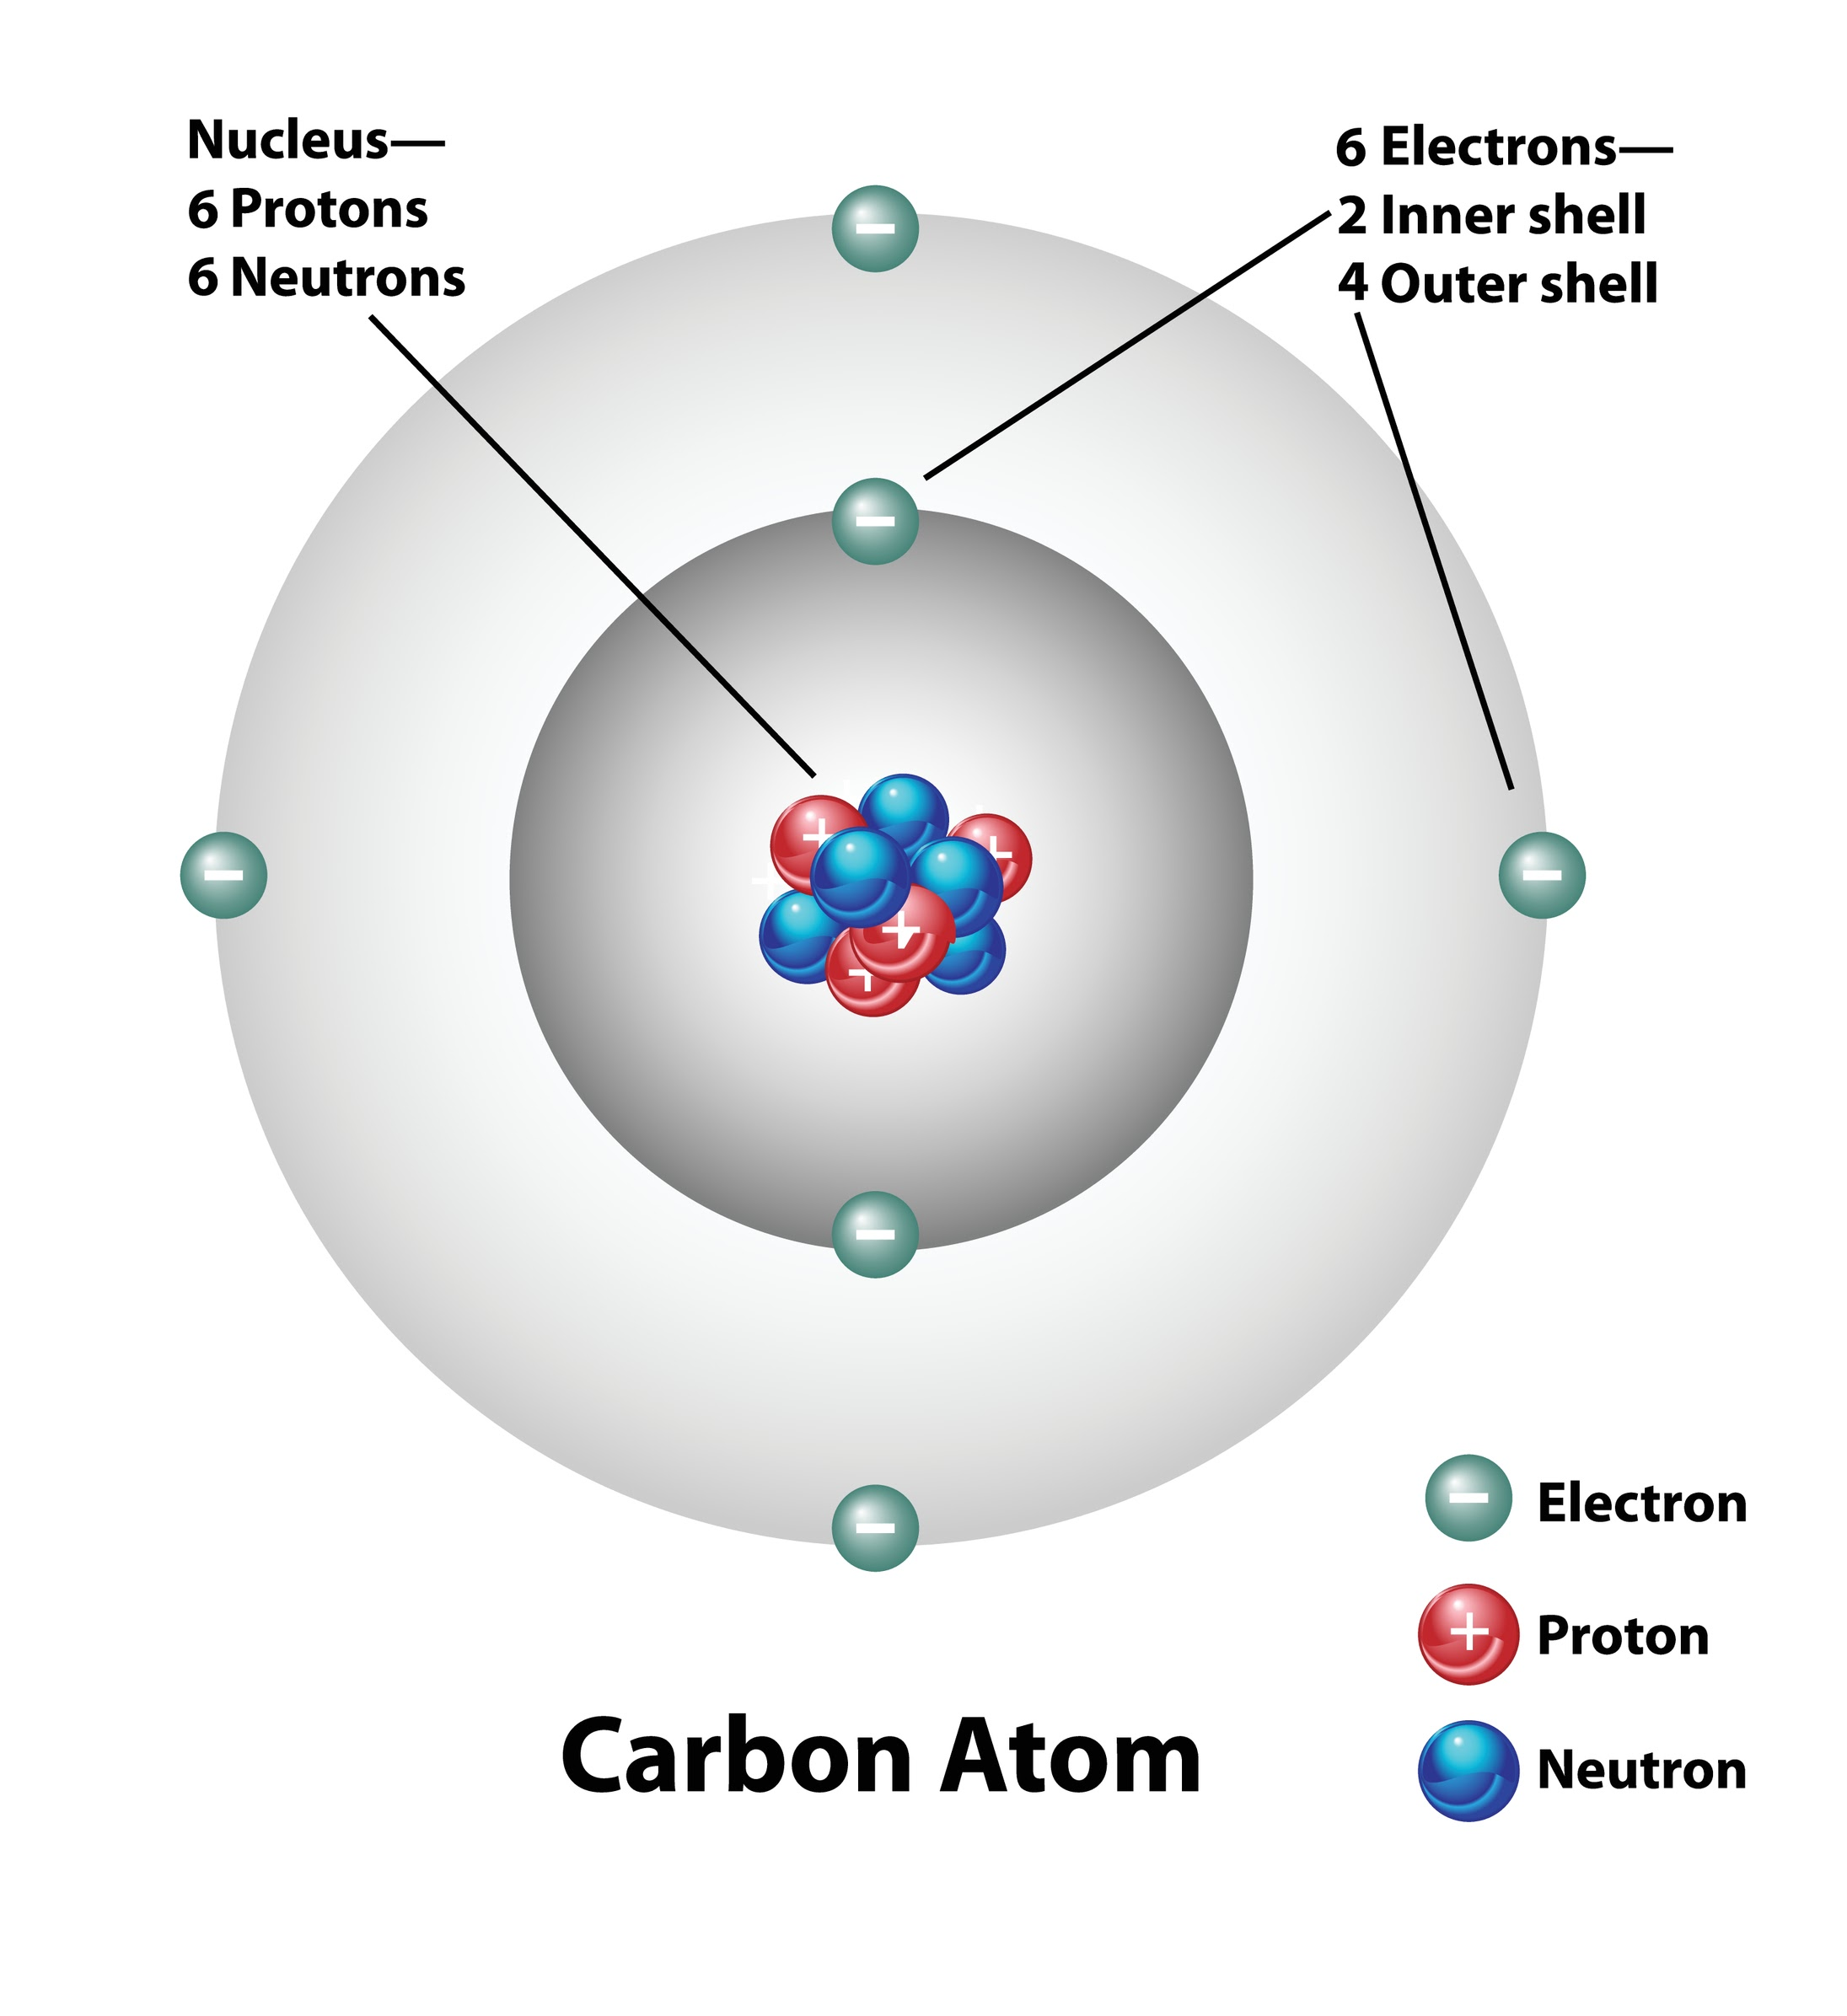 Nucleus—
6 Protons
6 Neutrons
6 Electrons—
2 Inner shell
4 Outer shell
Electron
Proton
Neutron
Carbon Atom